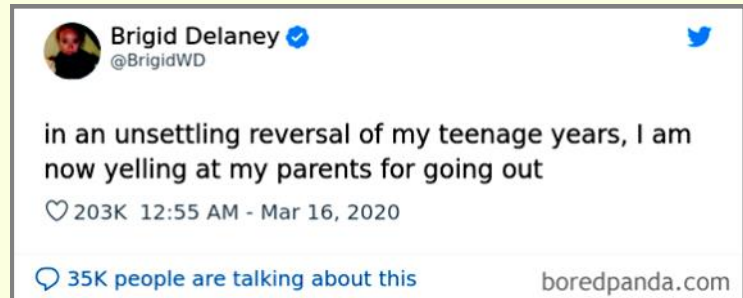 Brigid Delaney
@BrigidWD
in an unsettling reversal of my teenage years, I am
now yelling at my parents for going out
203K 12:55 AM - Mar 16, 2020
35K people are talking about this
boredpanda.com